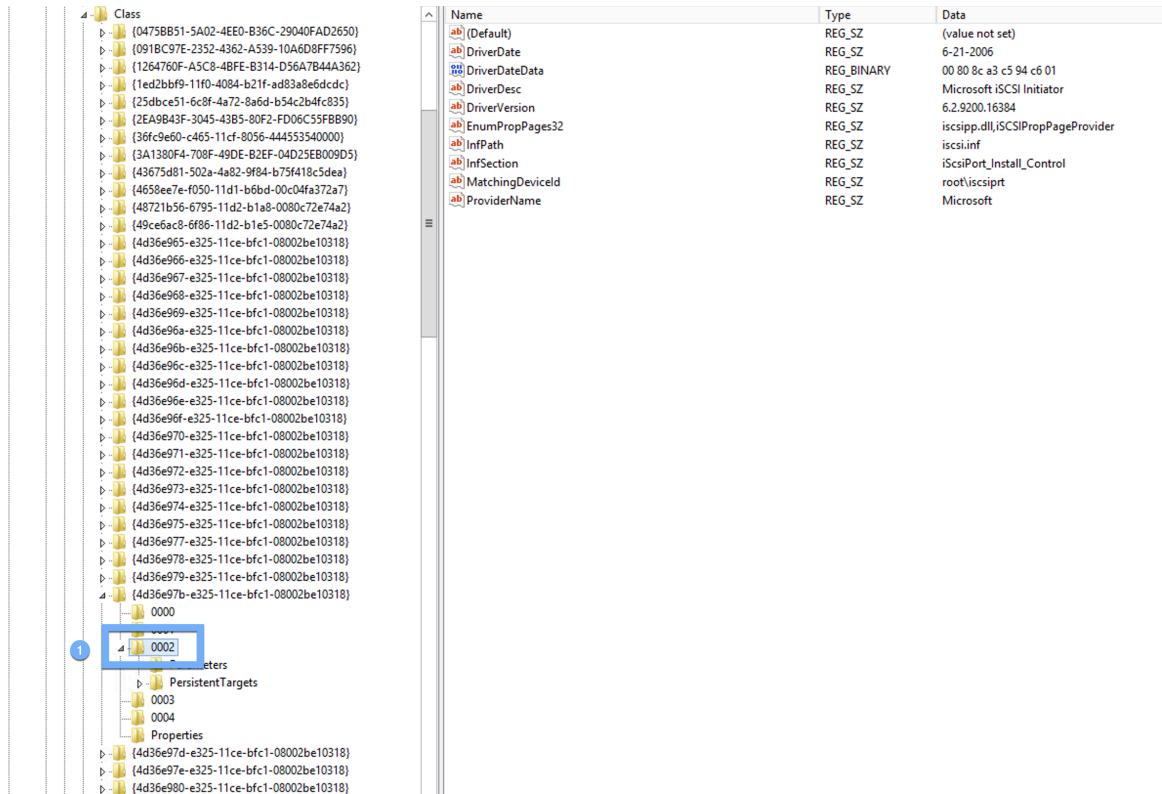 Class
{0475BB51-5A02-4EE0-B36C-29040FAD2650}
{091BC97E-2352-4362-A539-10A6D8FF7596}
{1264760F-A5C8-4BFE-B314-D56A7B44A362}
{1ed2bbf9-11f0-4084-b21f-ad83a8e6dcdc}
{25dbce51-6c8f-4a72-8a6d-b54c2b4fc835}
{2EA9B43F-3045-43B5-80F2-FD06C55FBB90}
{36fc9e60-c465-11cf-8056-444553540000}
{3A1380F4-708F-49DE-B2EF-04D25EB009D5}
{43675d81-502a-4a82-9f84-b75f418c5dea}
{4658ee7e-f050-11d1-b6bd-00c04fa372a7}
{48721b56-6795-11d2-b1a8-0080c72e74a2}
{49ce6ac8-6f86-11d2-b1e5-0080c72e74a2}
{4d36e965-e325-11ce-bfc1-08002be10318}
{4d36e966-e325-11ce-bfc1-08002be10318}
{4d36e967-e325-11ce-bfc1-08002be10318}
{4d36e968-e325-11ce-bfc1-08002be10318}
{4d36e969-e325-11ce-bfc1-08002be10318}
{4d36e96a-e325-11ce-bfc1-08002be10318}
{4d36e96b-e325-11ce-bfc1-08002be10318}
{4d36e96c-e325-11ce-bfc1-08002be10318}
{4d36e96d-e325-11ce-bfc1-08002be10318}
{4d36e96e-e325-11ce-bfc1-08002be10318}
{4d36e96f-e325-11ce-bfc1-08002be10318}
{4d36e970-e325-11ce-bfc1-08002be10318}
{4d36e971-e325-11ce-bfc1-08002be10318}
{4d36e972-e325-11ce-bfc1-08002be10318}
{4d36e973-e325-11ce-bfc1-08002be10318}
{4d36e974-e325-11ce-bfc1-08002be10318}
{4d36e975-e325-11ce-bfc1-08002be10318}
{4d36e977-e325-11ce-bfc1-08002be10318}
{4d36e978-e325-11ce-bfc1-08002be10318}
{4d36e979-e325-11ce-bfc1-08002be10318}
{4d36e97b-e325-11ce-bfc1-08002be10318}
0000
1 0002
PersistentTargets
0003
0004
Properties
{4d36e97d-e325-11ce-bfc1-08002be10318}
{4d36e97e-e325-11ce-bfc1-08002be10318}
{4d36e980-e325-11ce-bfc1-08002be10318}
Name Type Data
(Default) REG_SZ (value not set)
DriverDate REG_SZ 6-21-2006
DriverDateData REG_BINARY 00 80 8c a3 c5 94 c6 01
DriverDesc REG_SZ Microsoft iSCSI Initiator
DriverVersion REG_SZ 6.2.9200.16384
EnumPropPages32 REG_SZ iscsipp.dll,iSCSIPropPageProvider
InfPath REG_SZ iscsi.inf
InfSection REG_SZ iScsiPort_Install_Control
MatchingDeviceId REG_SZ root\iscsiprt
ProviderName REG_SZ Microsoft